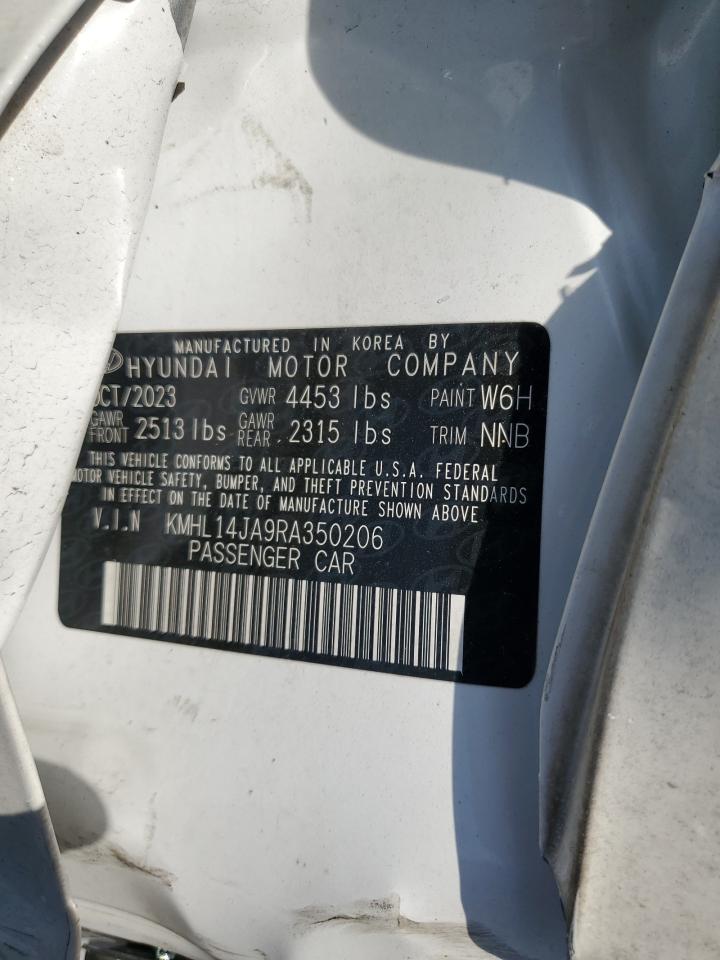 MANUFACTURED IN KOREA BY
HYUNDAI MOTOR COMPANY
OCT/2023 GVWR 4453 lbs PAINT W6H
GAWR FRONT 2513 lbs GAWR REAR 2315 lbs TRIM NNB
THIS VEHICLE CONFORMS TO ALL APPLICABLE U.S.A. FEDERAL
MOTOR VEHICLE SAFETY, BUMPER, AND THEFT PREVENTION STANDARDS
IN EFFECT ON THE DATE OF MANUFACTURE SHOWN ABOVE
V.I.N KMHL14JA9RA350206
PASSENGER CAR